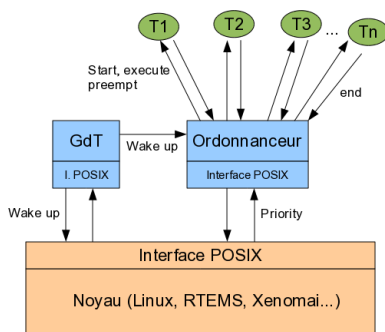 T1
T2
T3
...
Tn
Start, execute
preempt
end
GdT
Wake up
Ordonnanceur
I. POSIX
Interface POSIX
Wake up
Priority
Interface POSIX
Noyau (Linux, RTEMS, Xenomai...)